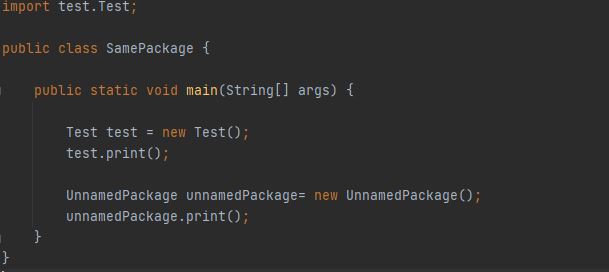 import test.Test;
public class SamePackage {
public static void main(String[] args) {
Test test = new Test();
test.print();
UnnamedPackage unnamedPackage= new UnnamedPackage();
unnamedPackage.print();
}
}